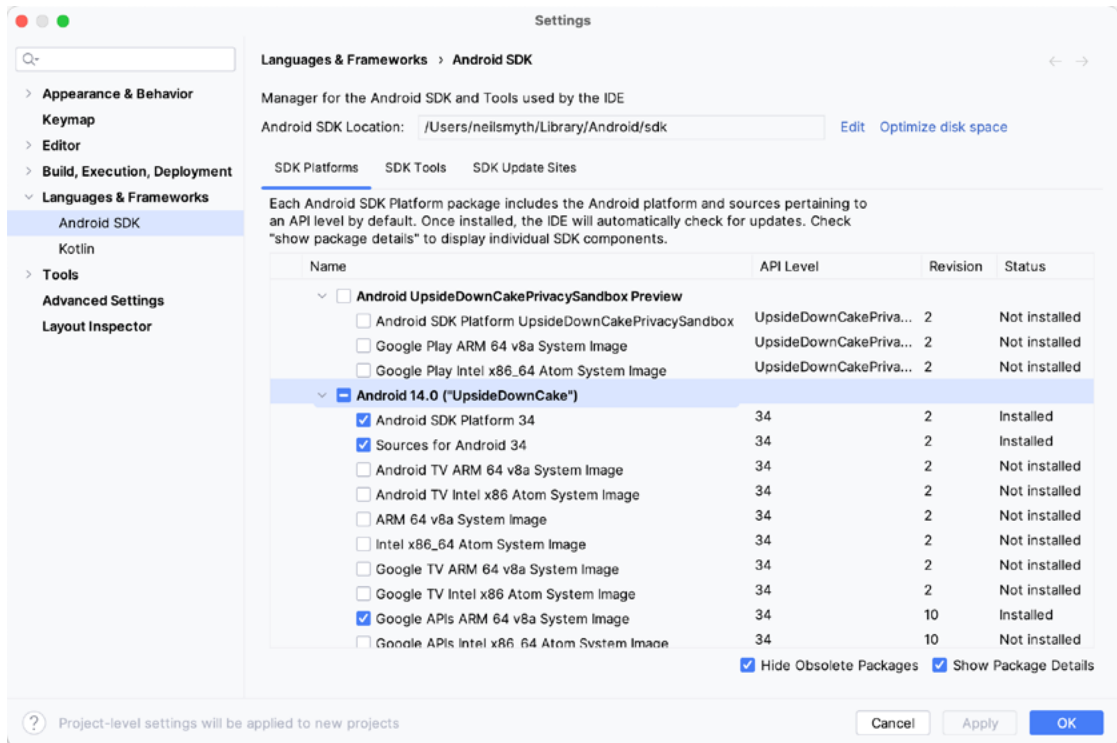 Settings
Languages & Frameworks › Android SDK
Appearance & Behavior
Keymap
Editor
Build, Execution, Deployment
Languages & Frameworks
Android SDK
Kotlin
Tools
Advanced Settings
Layout Inspector
Manager for the Android SDK and Tools used by the IDE
Android SDK Location: /Users/neilsmyth/Library/Android/sdk Edit Optimize disk space
SDK Platforms SDK Tools SDK Update Sites
Each Android SDK Platform package includes the Android platform and sources pertaining to
an API level by default. Once installed, the IDE will automatically check for updates. Check
"show package details" to display individual SDK components.
Name API Level Revision Status
Android UpsideDownCakePrivacySandbox Preview
Android SDK Platform UpsideDownCakePrivacySandbox UpsideDownCakePriva... 2 Not installed
Google Play ARM 64 v8a System Image UpsideDownCakePriva... 2 Not installed
Google Play Intel x86_64 Atom System Image UpsideDownCakePriva... 2 Not installed
Android 14.0 ("UpsideDownCake")
Android SDK Platform 34 34 2 Installed
Sources for Android 34 34 2 Installed
Android TV ARM 64 v8a System Image 34 2 Not installed
Android TV Intel x86 Atom System Image 34 2 Not installed
ARM 64 v8a System Image 34 2 Not installed
Intel x86_64 Atom System Image 34 2 Not installed
Google TV ARM 64 v8a System Image 34 2 Not installed
Google TV Intel x86 Atom System Image 34 2 Not installed
Google APIs ARM 64 v8a System Image 34 10 Installed
Google APIs Intel x86_64 Atom System Image 34 10 Not installed
Hide Obsolete Packages Show Package Details
? Project-level settings will be applied to new projects
Cancel Apply OK